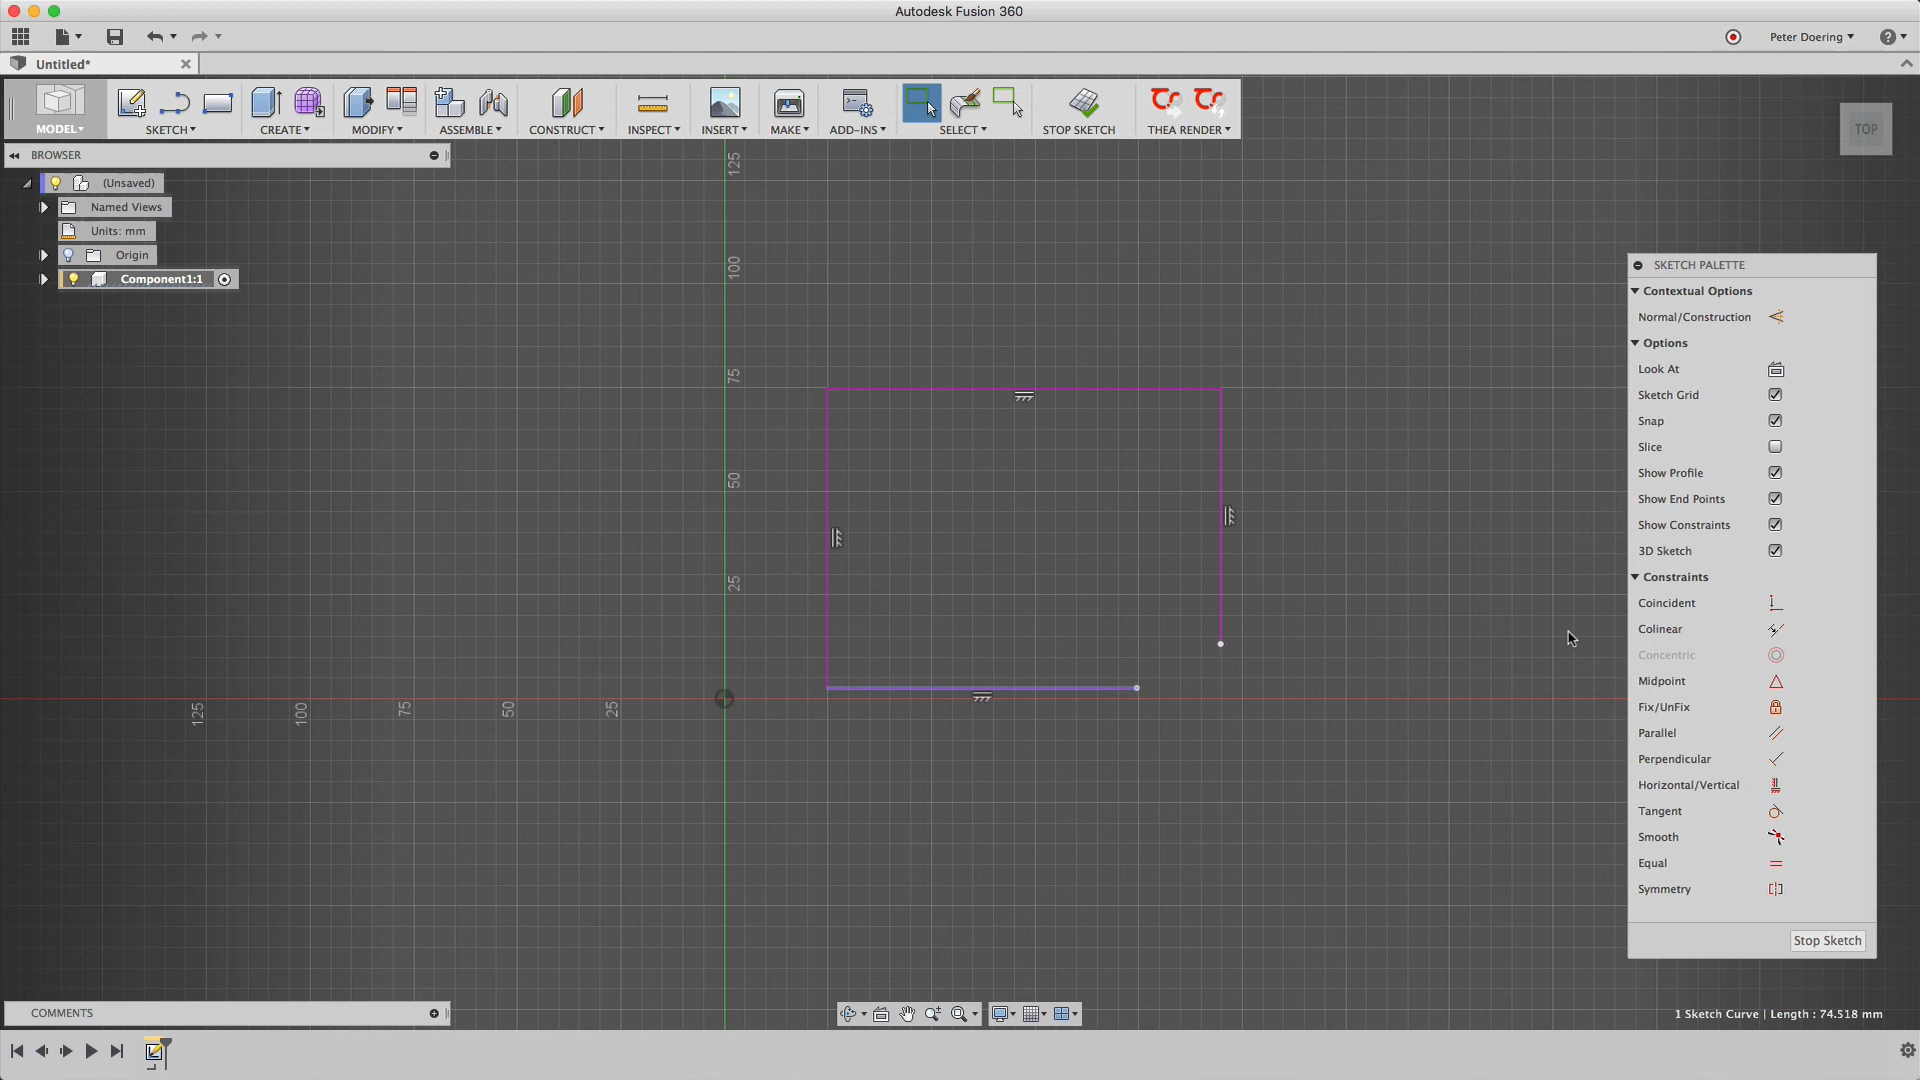 Autodesk Fusion 360
Peter Doering
Untitled*
MODEL
SKETCH
CREATE
MODIFY
ASSEMBLE
CONSTRUCT
INSPECT
INSERT
MAKE
ADD-INS
SELECT
STOP SKETCH
THEA RENDER
TOP
BROWSER
(Unsaved)
Named Views
Units: mm
Origin
Component1:1
125
100
75
50
25
125
100
75
50
25
SKETCH PALETTE
Contextual Options
Normal/Construction
Options
Look At
Sketch Grid
Snap
Slice
Show Profile
Show End Points
Show Constraints
3D Sketch
Constraints
Coincident
Colinear
Concentric
Midpoint
Fix/UnFix
Parallel
Perpendicular
Horizontal/Vertical
Tangent
Smooth
Equal
Symmetry
Stop Sketch
COMMENTS
1 Sketch Curve | Length : 74.518 mm